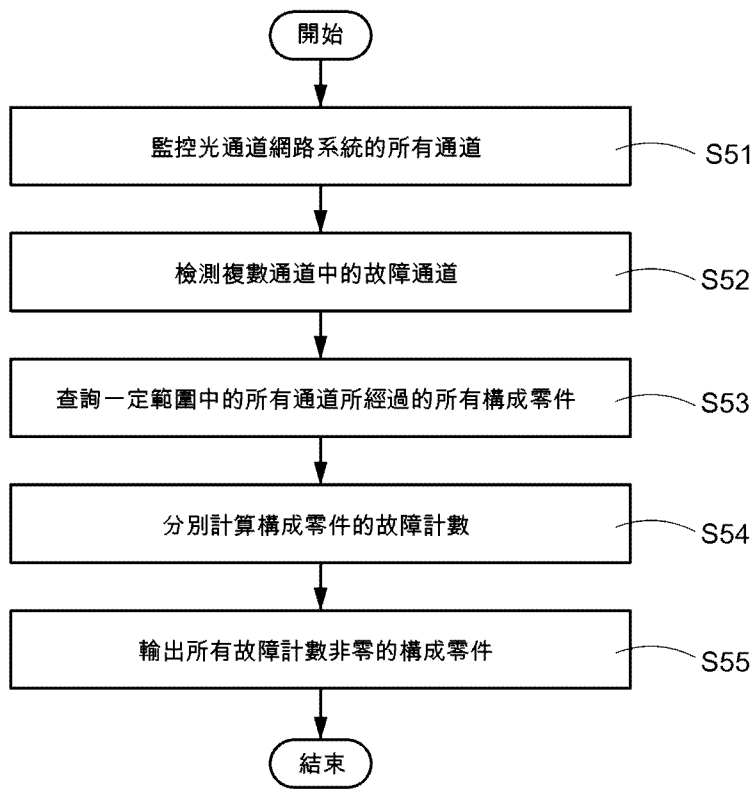 開始
監控光通道網路系統的所有通道
S51
檢測複數通道中的故障通道
S52
查詢一定範圍中的所有通道所經過的所有構成零件
S53
分別計算構成零件的故障計數
S54
輸出所有故障計數非零的構成零件
S55
結束